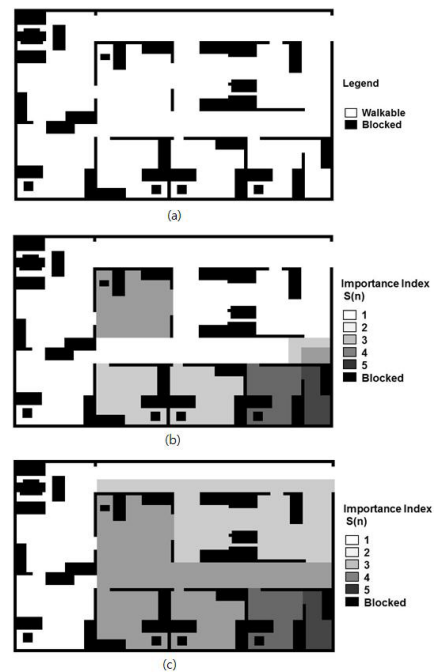 Legend
Walkable
Blocked
(a)
Importance Index
S(n)
1
2
3
4
5
Blocked
(b)
Importance Index
S(n)
1
2
3
4
5
Blocked
(c)